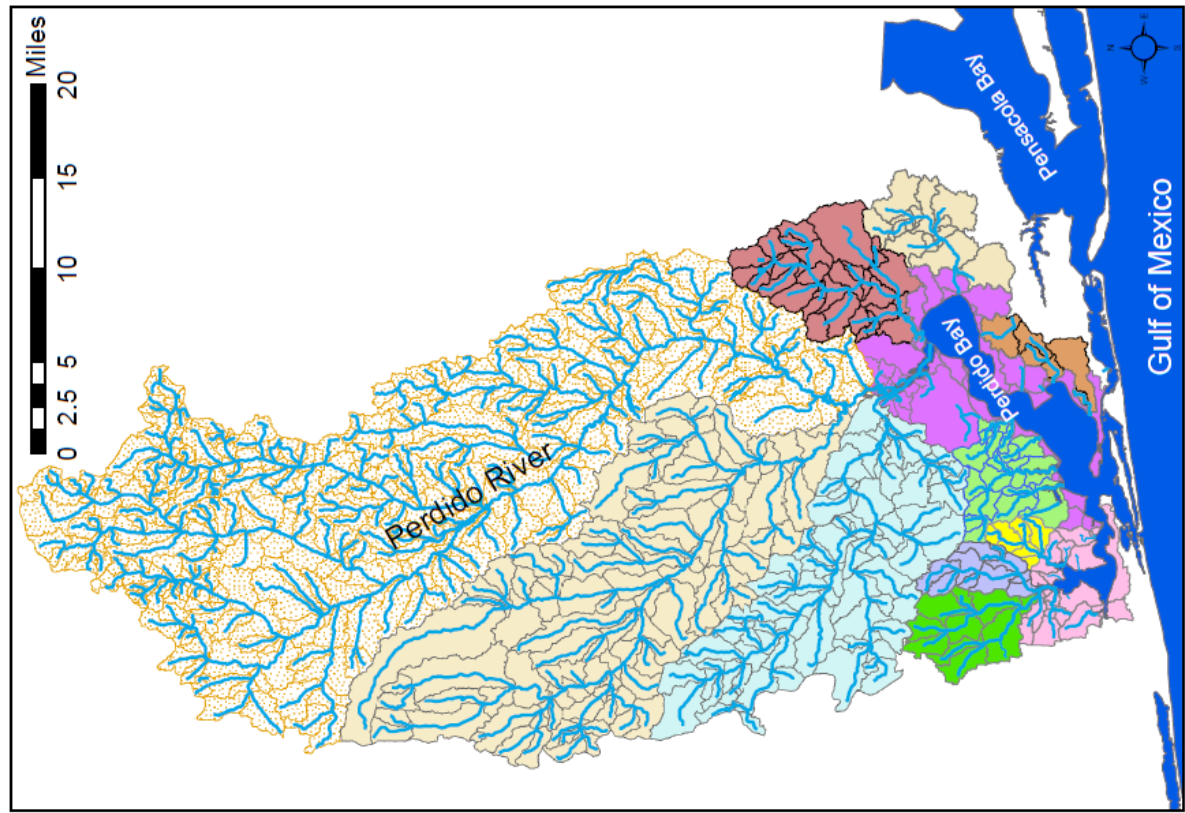 Miles
0 2.5 5 10 15 20
Perdido River
Pensacola Bay
Perdido Bay
Gulf of Mexico
N
E
S
W